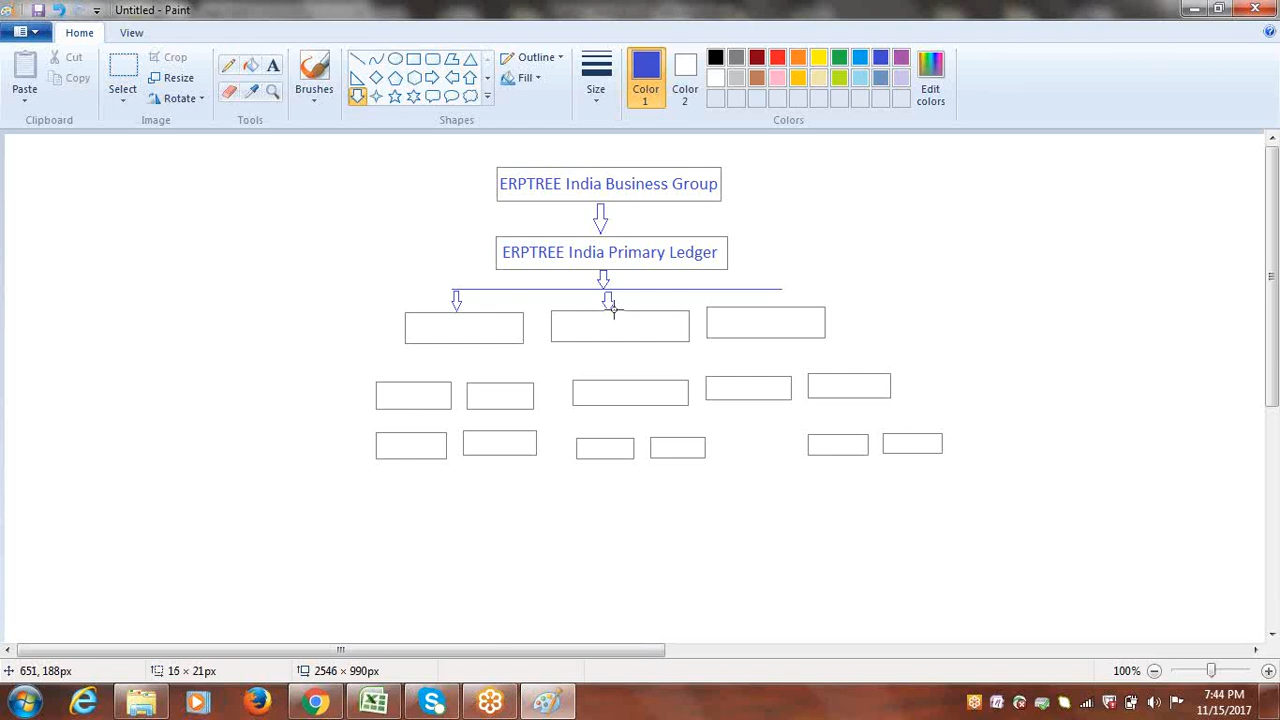 Untitled - Paint
Home
View
Paste
Cut
Copy
Clipboard
Select
Crop
Resize
Rotate
Image
Tools
Brushes
Shapes
Outline
Fill
Size
Color 1
Color 2
Edit colors
Colors
ERPTREE India Business Group
ERPTREE India Primary Ledger
651, 188px
16 × 21px
2546 × 990px
100%
7:44 PM
11/15/2017